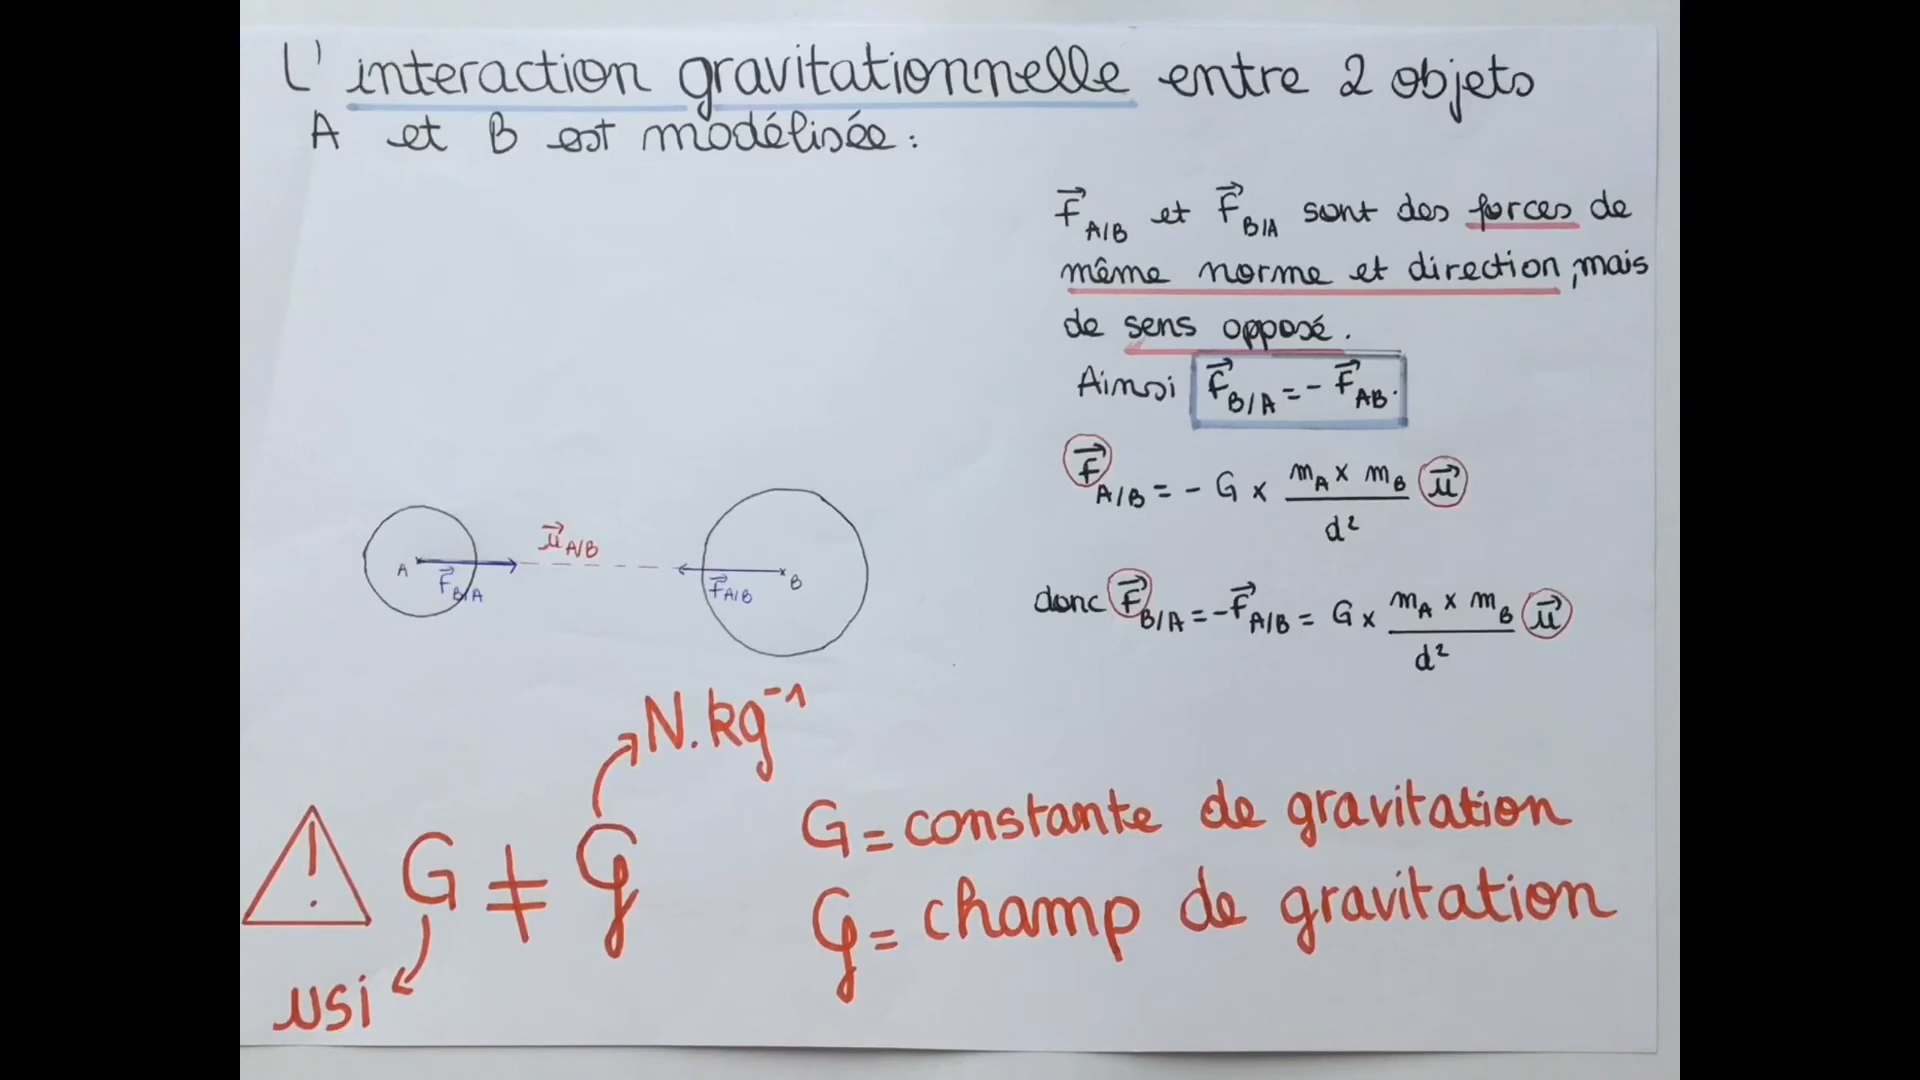 L'interaction gravitationnelle entre 2 objets
A et B est modélisée :
F⃗ A/B et F⃗ B/A sont des forces de
même norme et direction, mais
de sens opposé.
Ainsi F⃗ B/A = - F⃗ AB.
F⃗ A/B = - G × (mA × mB)/d² u⃗
donc F⃗ B/A = - F⃗ A/B = G × (mA × mB)/d² u⃗
A F⃗ B/A u⃗ A/B F⃗ A/B B
N.kg⁻¹
! G ≠ g
usi
G = constante de gravitation
g = champ de gravitation